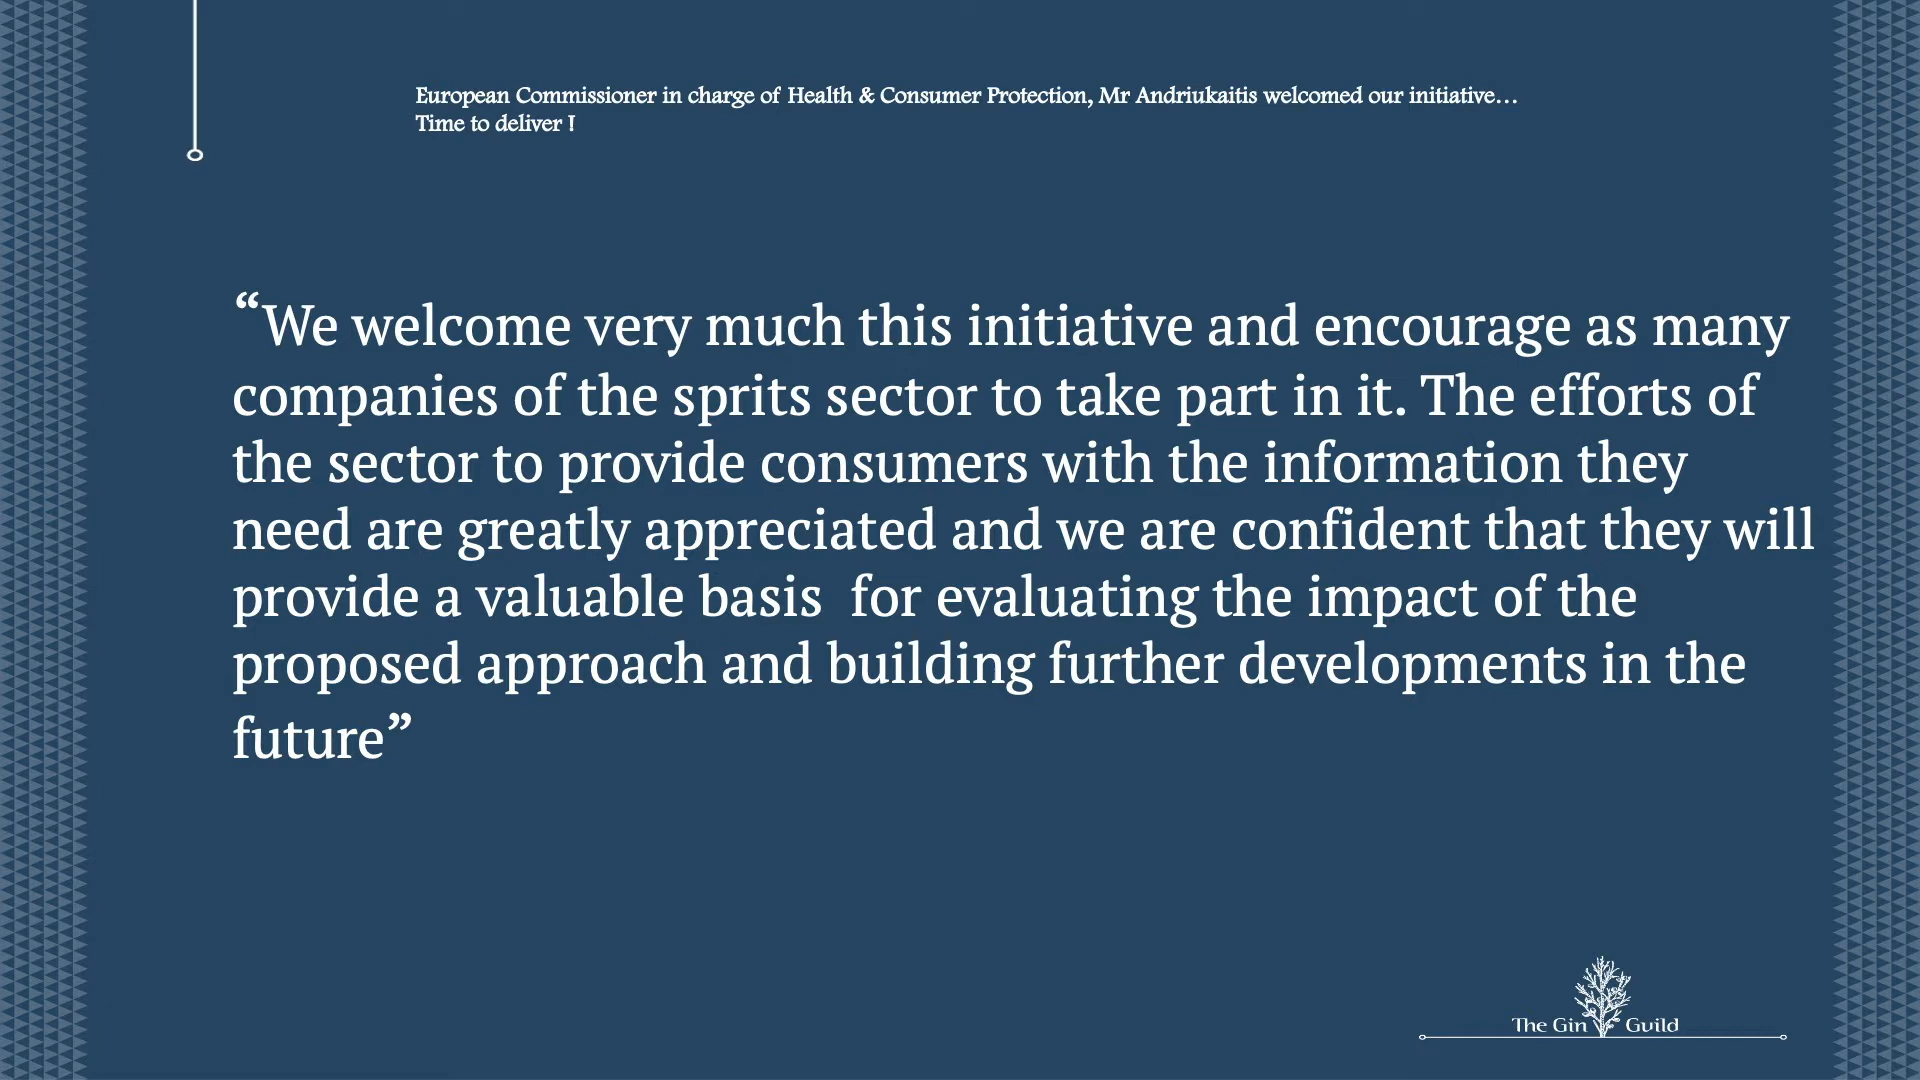 European Commissioner in charge of Health & Consumer Protection, Mr Andriukaitis welcomed our initiative…
Time to deliver !
“We welcome very much this initiative and encourage as many
companies of the sprits sector to take part in it. The efforts of
the sector to provide consumers with the information they
need are greatly appreciated and we are confident that they will
provide a valuable basis  for evaluating the impact of the
proposed approach and building further developments in the
future”
The Gin Guild